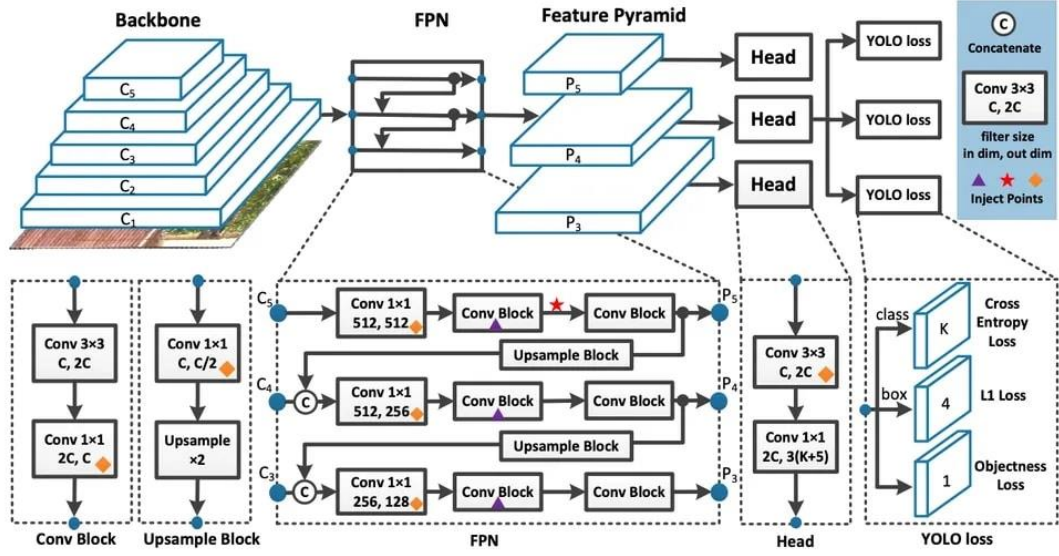 Backbone
FPN
Feature Pyramid
C5
C4
C3
C2
C1
P5
P4
P3
Head
Head
Head
YOLO loss
YOLO loss
YOLO loss
C
Concatenate
Conv 3×3
C, 2C
filter size
in dim, out dim
Inject Points
Conv 3×3
C, 2C
Conv 1×1
2C, C
Conv Block
Conv 1×1
C, C/2
Upsample
×2
Upsample Block
C5
Conv 1×1
512, 512
Conv Block
Conv Block
P5
Upsample Block
C4
C
Conv 1×1
512, 256
Conv Block
Conv Block
P4
Upsample Block
C3
C
Conv 1×1
256, 128
Conv Block
Conv Block
P3
FPN
Conv 3×3
C, 2C
Conv 1×1
2C, 3(K+5)
Head
class
K
Cross
Entropy
Loss
box
4
L1 Loss
1
Objectness
Loss
YOLO loss